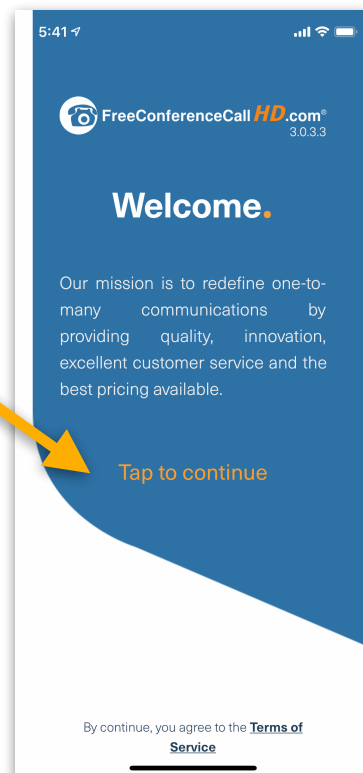 5:41
FreeConferenceCall HD.com®
3.0.3.3
Welcome.
Our mission is to redefine one-to-
many communications by
providing quality, innovation,
excellent customer service and the
best pricing available.
Tap to continue
By continue, you agree to the Terms of
Service